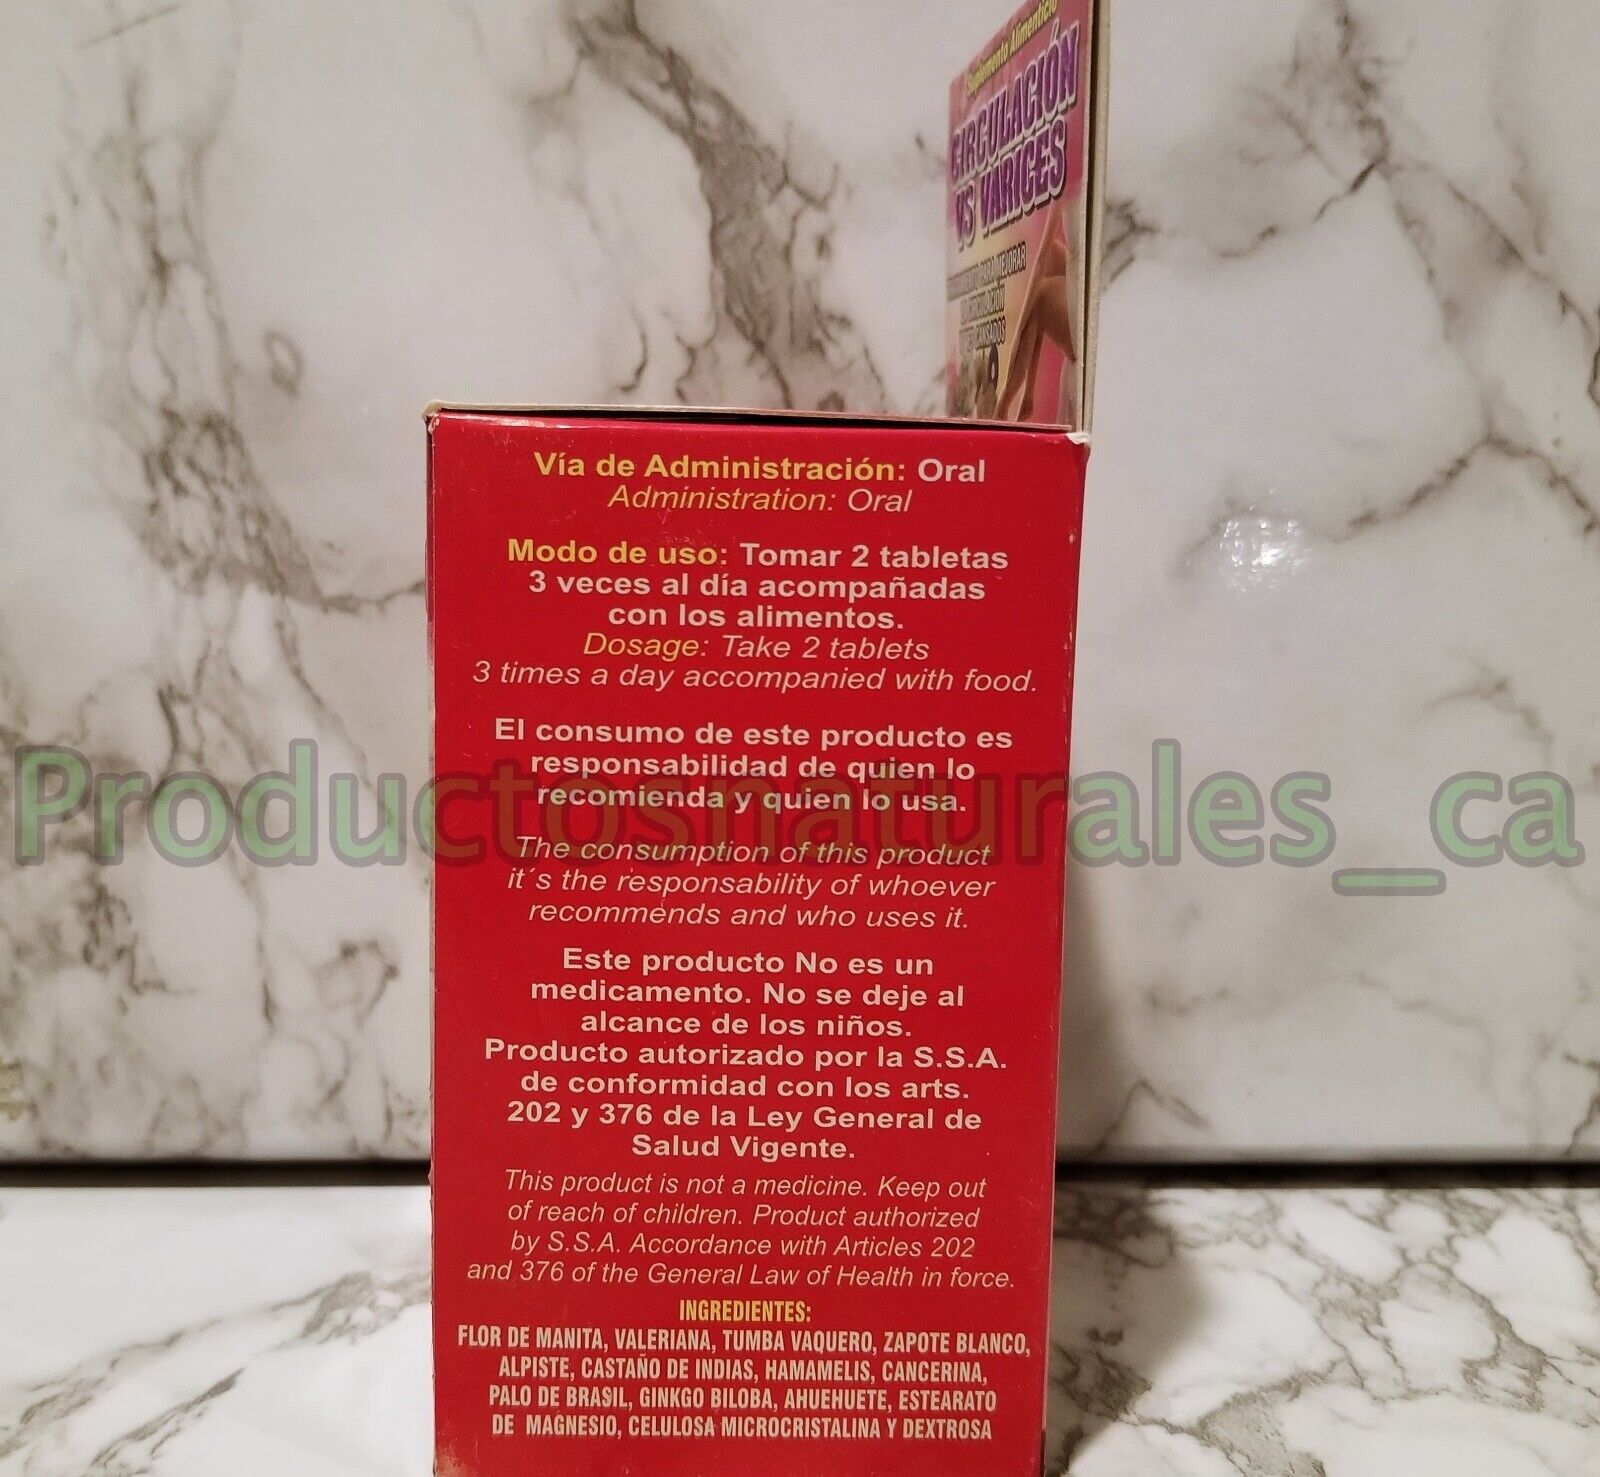 Suplemento Alimenticio
CIRCULACIÓN
VS VARICES
PARA MEJORAR
CIRCULACIÓN
CANSADOS
Vía de Administración: Oral
Administration: Oral
Modo de uso: Tomar 2 tabletas
3 veces al día acompañadas
con los alimentos.
Dosage: Take 2 tablets
3 times a day accompanied with food.
El consumo de este producto es
responsabilidad de quien lo
recomienda y quien lo usa.
Productosnaturales_ca
The consumption of this product
it´s the responsability of whoever
recommends and who uses it.
Este producto No es un
medicamento. No se deje al
alcance de los niños.
Producto autorizado por la S.S.A.
de conformidad con los arts.
202 y 376 de la Ley General de
Salud Vigente.
This product is not a medicine. Keep out
of reach of children. Product authorized
by S.S.A. Accordance with Articles 202
and 376 of the General Law of Health in force.
INGREDIENTES:
FLOR DE MANITA, VALERIANA, TUMBA VAQUERO, ZAPOTE BLANCO,
ALPISTE, CASTAÑO DE INDIAS, HAMAMELIS, CANCERINA,
PALO DE BRASIL, GINKGO BILOBA, AHUEHUETE, ESTEARATO
DE MAGNESIO, CELULOSA MICROCRISTALINA Y DEXTROSA